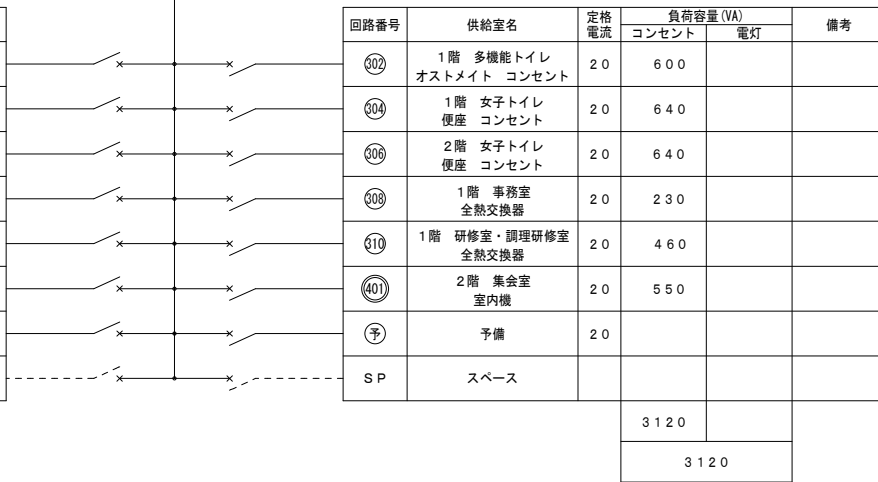 回路番号 供給室名 定格電流 負荷容量(VA) 備考
コンセント 電灯
302 1階 多機能トイレ 20 600
オストメイト コンセント
304 1階 女子トイレ 20 640
便座 コンセント
306 2階 女子トイレ 20 640
便座 コンセント
308 1階 事務室 20 230
全熱交換器
310 1階 研修室・調理研修室 20 460
全熱交換器
401 2階 集会室 20 550
室内機
予 予備 20
SP スペース
3120
3120